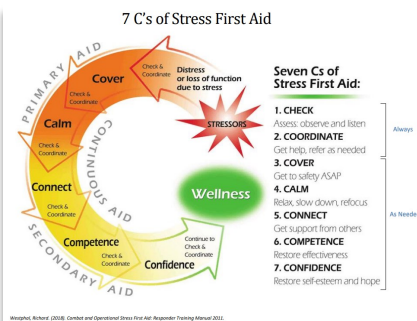 7 C's of Stress First Aid
PRIMARY AID
CONTINUOUS AID
SECONDARY AID
Cover
Check &
Coordinate
Distress
or loss of function
due to stress
Check &
Coordinate
STRESSORS
Calm
Check &
Coordinate
Connect
Check &
Coordinate
Wellness
Competence
Check &
Coordinate
Continue to
Check &
Coordinate
Confidence
Seven Cs of
Stress First Aid:
1. CHECK
Assess: observe and listen
2. COORDINATE
Get help, refer as needed
3. COVER
Get to safety ASAP
4. CALM
Relax, slow down, refocus
5. CONNECT
Get support from others
6. COMPETENCE
Restore effectiveness
7. CONFIDENCE
Restore self-esteem and hope
Always
As Neede
Westphal, Richard. (2018). Combat and Operational Stress First Aid: Responder Training Manual 2011.